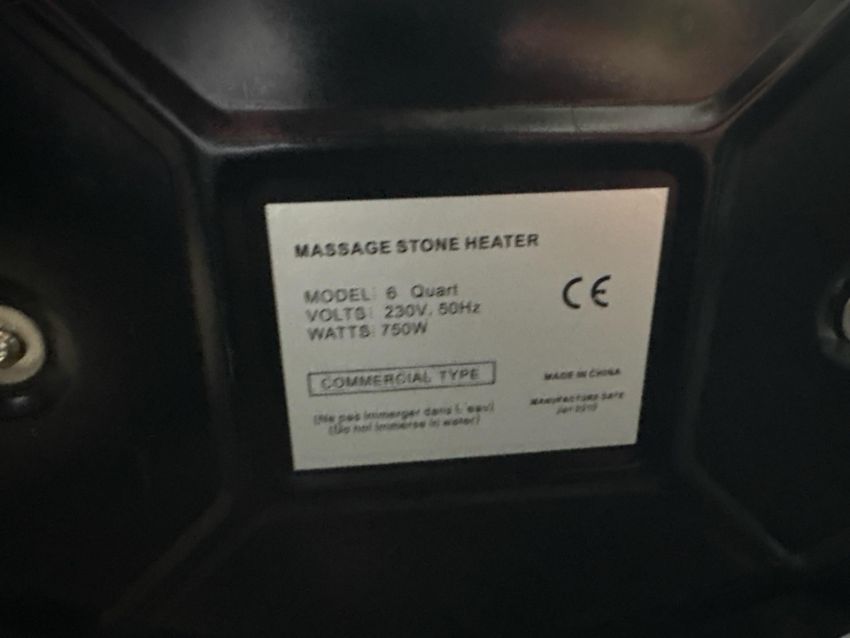 MASSAGE STONE HEATER
MODEL: 6 Quart
VOLTS: 230V, 50Hz
WATTS: 750W
CE
COMMERCIAL TYPE
MADE IN CHINA
MANUFACTURE DATE
(Ne pas immerger dans L'eau)
(Do not immerse in water)